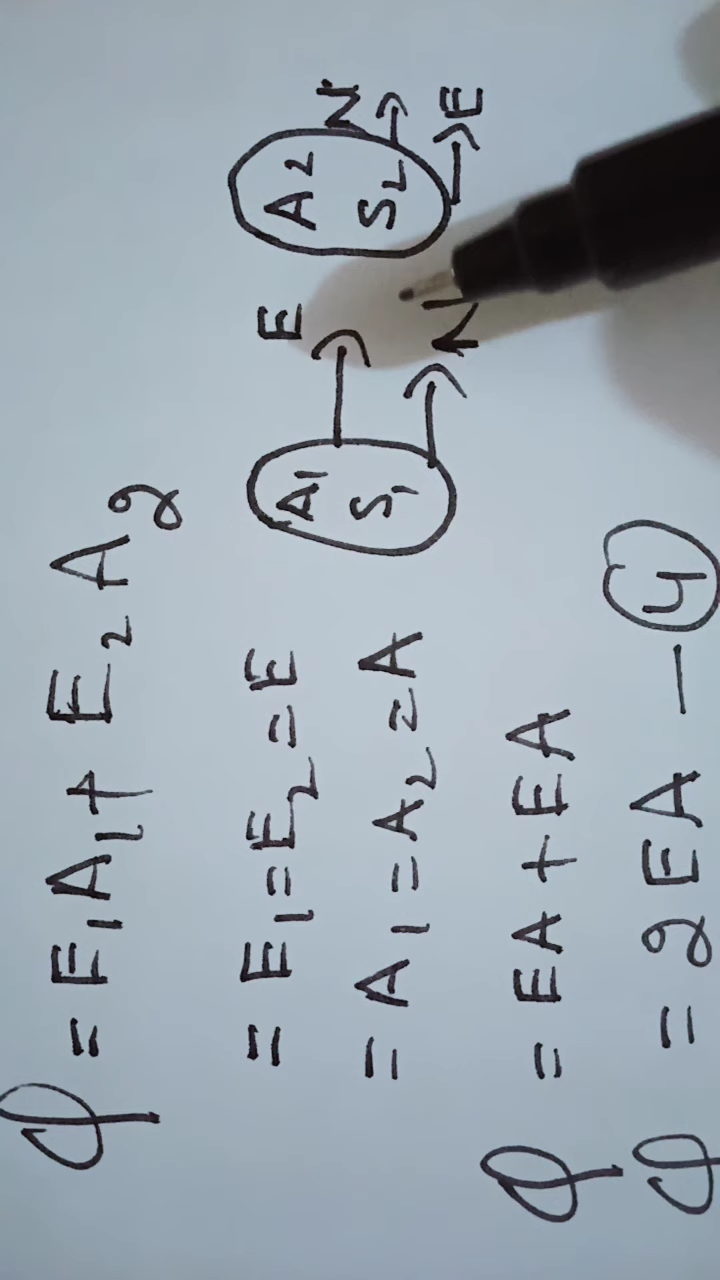 φ = E₁A₁ + E₂A₂
= E₁ = E₂ = E
= A₁ = A₂ = A
E
A₁
S₁
N
A₂
S₂
N
E
φ = EA + EA
φ = 2EA — 4